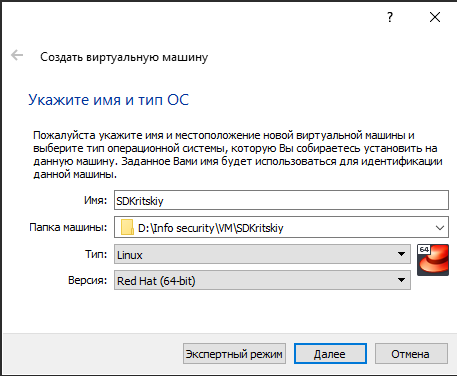 Создать виртуальную машину
Укажите имя и тип ОС
Пожалуйста укажите имя и местоположение новой виртуальной машины и
выберите тип операционной системы, которую Вы собираетесь установить на
данную машину. Заданное Вами имя будет использоваться для идентификации
данной машины.
Имя: SDKritskiy
Папка машины: D:\Info security\VM\SDKritskiy
Тип: Linux
64
Версия: Red Hat (64-bit)
Экспертный режим Далее Отмена